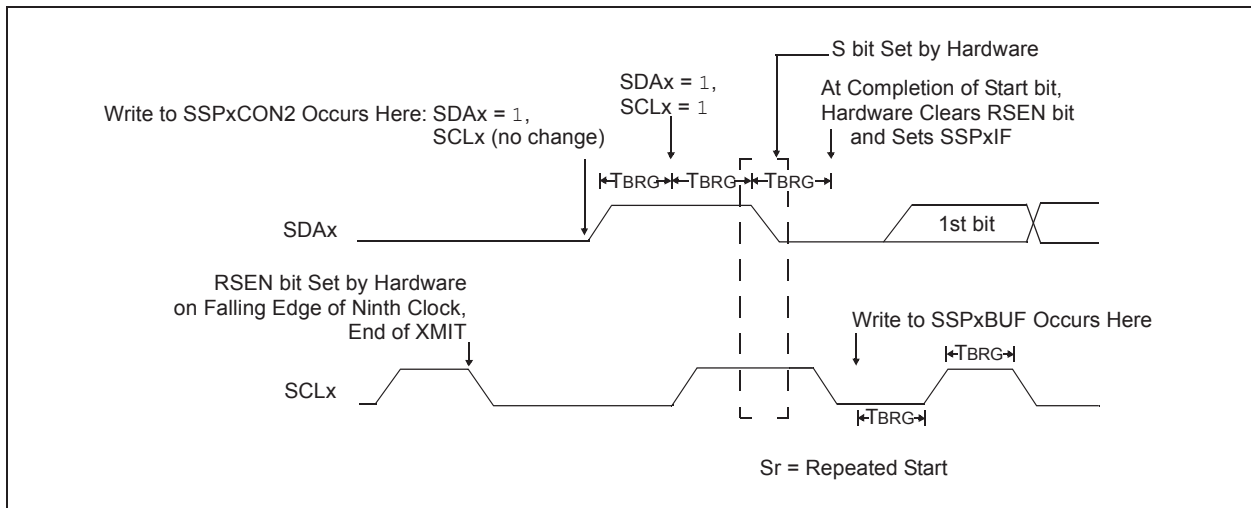 S bit Set by Hardware
SDAx = 1,
SCLx = 1
At Completion of Start bit,
Hardware Clears RSEN bit
and Sets SSPxIF
Write to SSPxCON2 Occurs Here: SDAx = 1,
SCLx (no change)
TBRG
TBRG
TBRG
SDAx
1st bit
RSEN bit Set by Hardware
on Falling Edge of Ninth Clock,
End of XMIT
Write to SSPxBUF Occurs Here
TBRG
SCLx
TBRG
Sr = Repeated Start